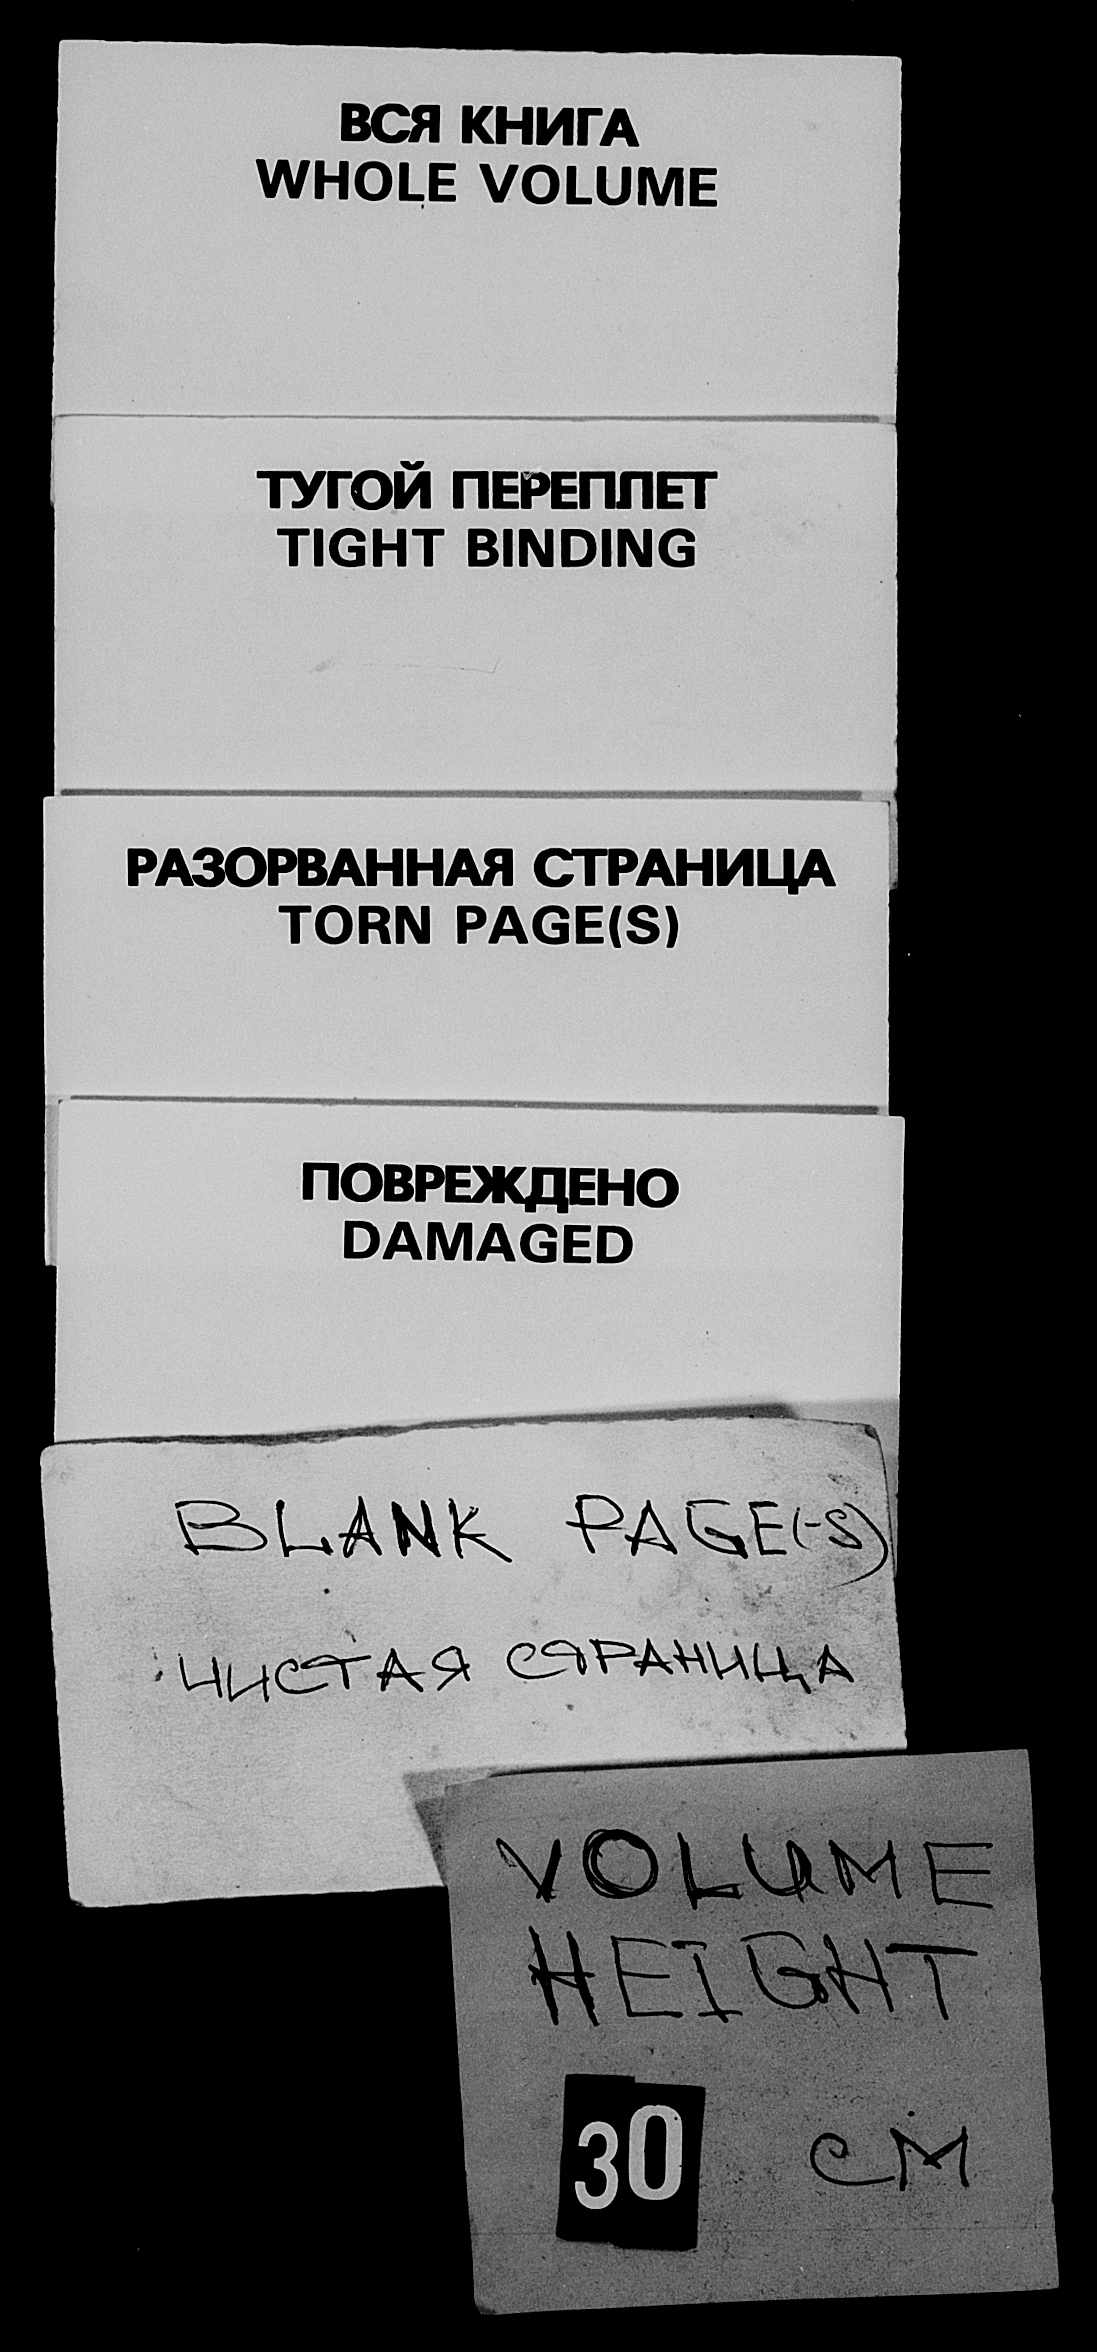 ВСЯ КНИГА
WHOLE VOLUME
ТУГОЙ ПЕРЕПЛЕТ
TIGHT BINDING
РАЗОРВАННАЯ СТРАНИЦА
TORN PAGE(S)
ПОВРЕЖДЕНО
DAMAGED
BLANK PAGE(-S)
ЧИСТАЯ СТРАНИЦА
VOLUME
HEIGHT
30 CM